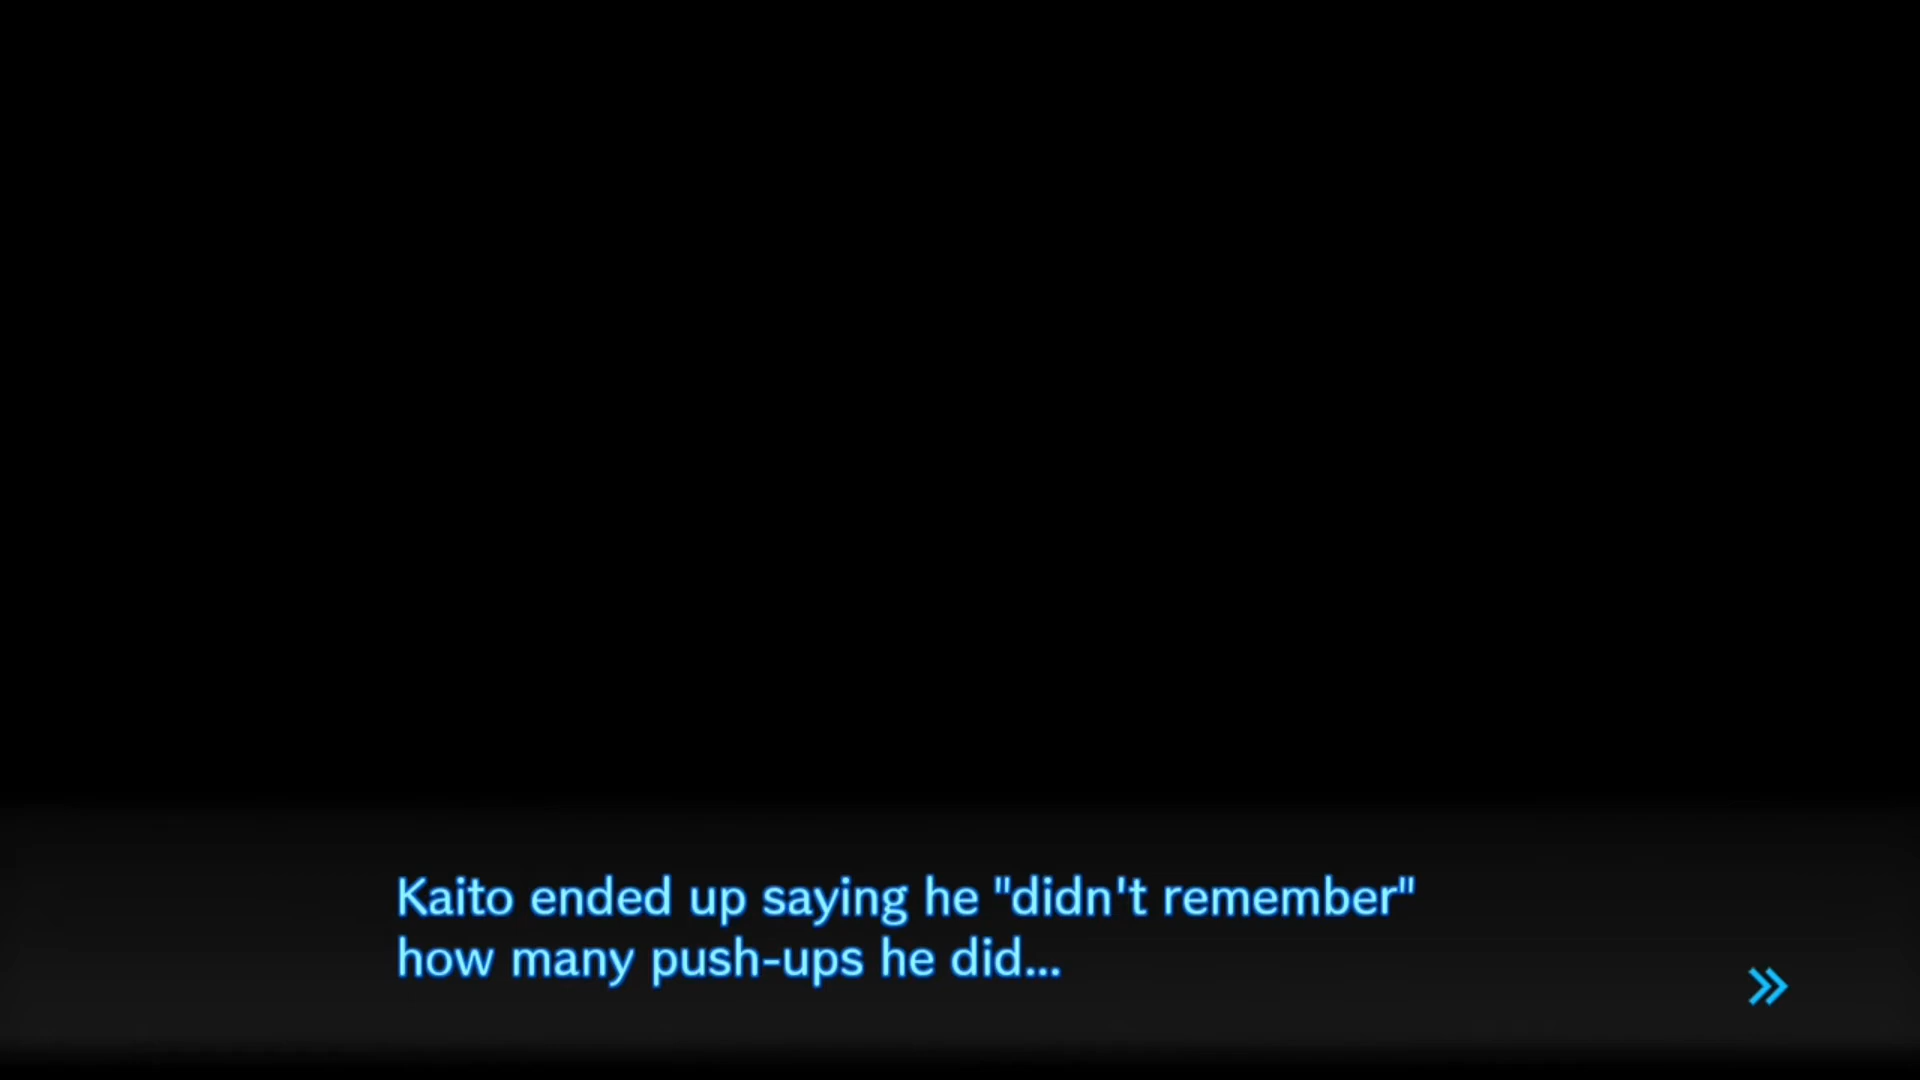 Kaito ended up saying he "didn't remember"
how many push-ups he did...